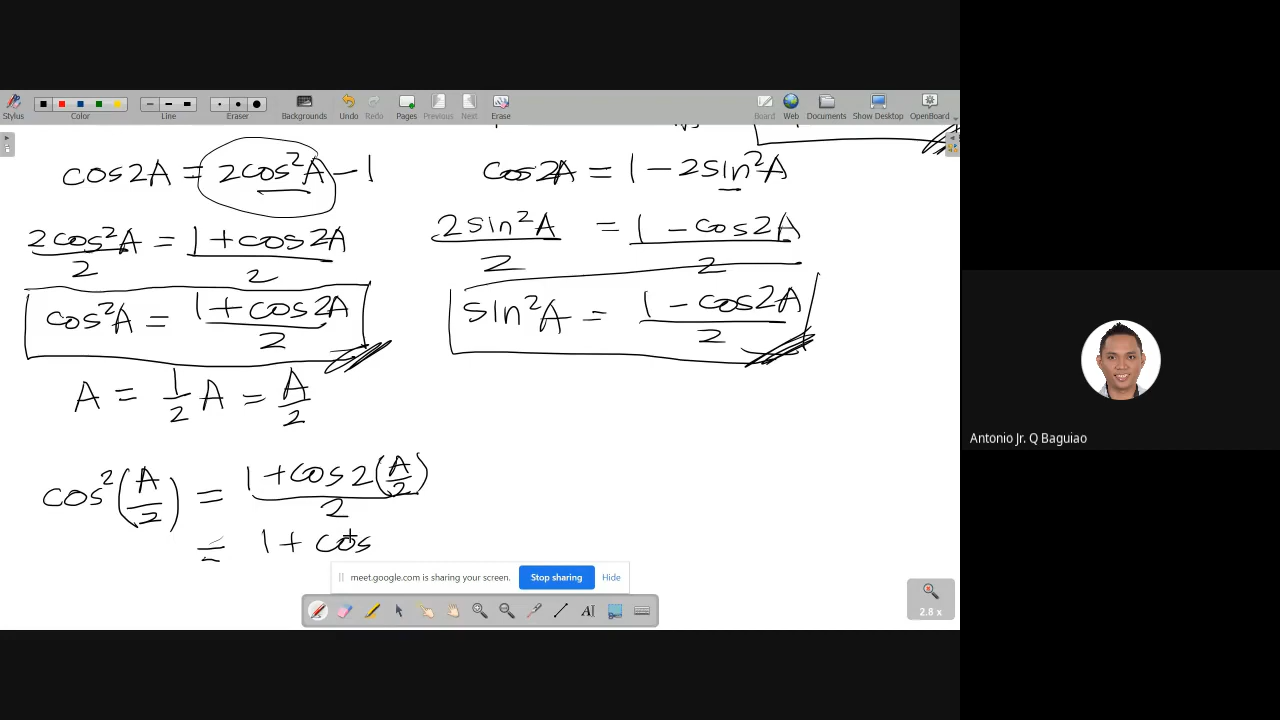 Stylus Color Line Eraser Backgrounds Undo Redo Pages Previous Next Erase Board Web Documents Show Desktop OpenBoard
cos2A = 2cos²A - 1
2cos²A/2 = 1 + cos2A/2
cos²A = 1 + cos2A/2
A = 1/2 A = A/2
cos²(A/2) = 1 + cos2(A/2)/2
= 1 + cos
cos2A = 1 - 2sin²A
2sin²A/2 = 1 - cos2A/2
sin²A = 1 - cos2A/2
meet.google.com is sharing your screen. Stop sharing Hide
AI
2.8 x
Antonio Jr. Q Baguiao